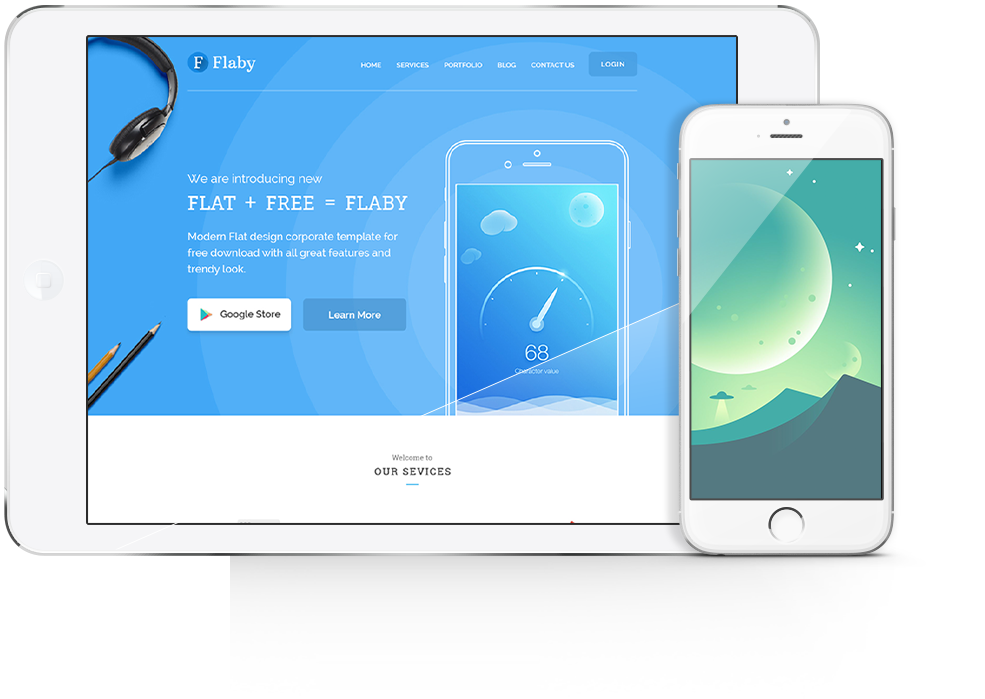 F Flaby
HOME SERVICES PORTFOLIO BLOG CONTACT US LOGIN
We are introducing new
FLAT + FREE = FLABY
Modern Flat design corporate template for
free download with all great features and
trendy look.
Google Store Learn More
68
Character value
Welcome to
OUR SEVICES